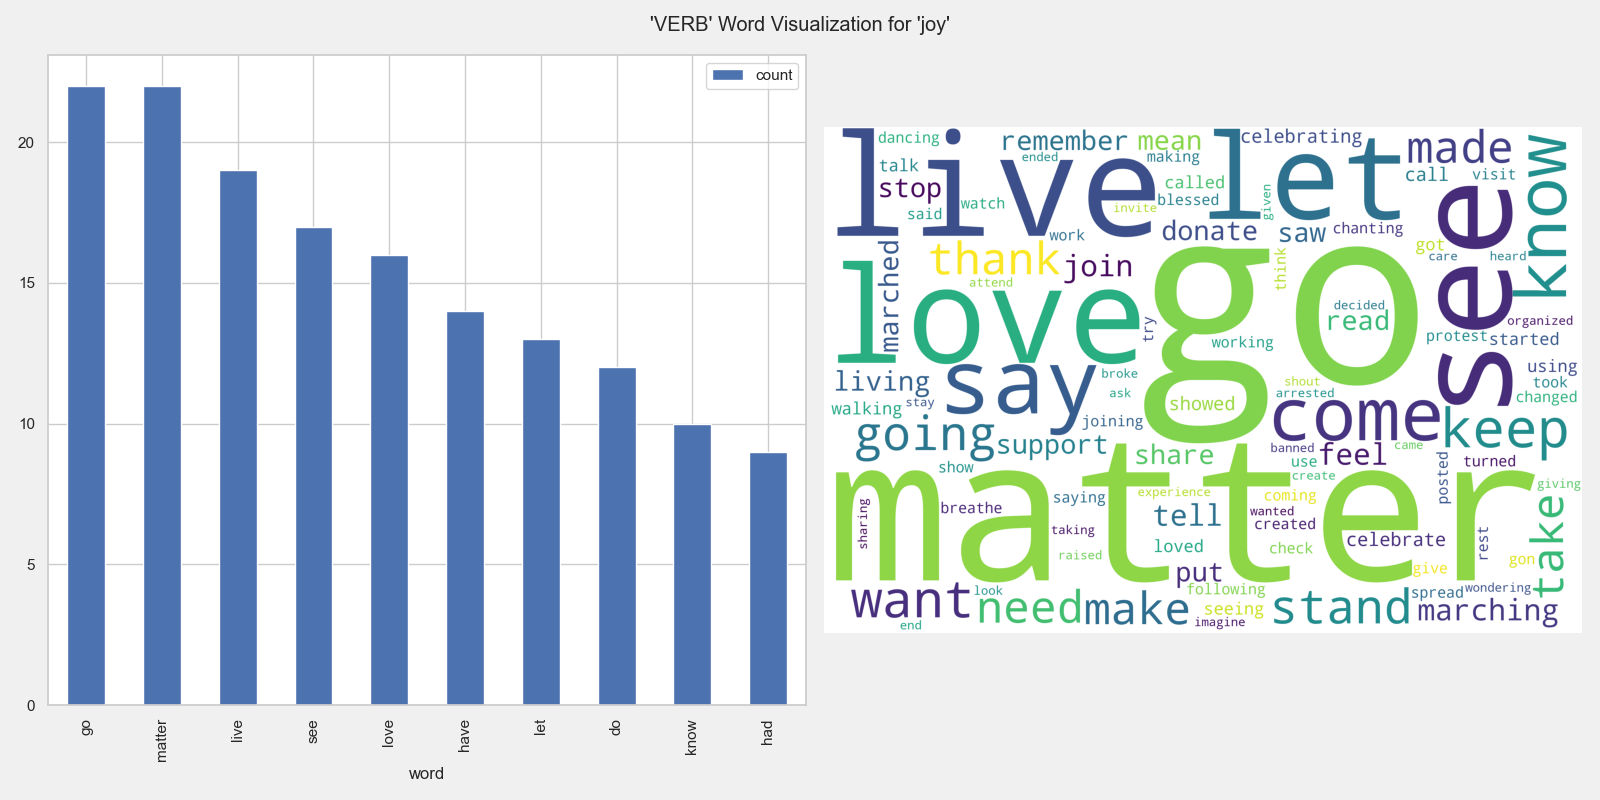 'VERB' Word Visualization for 'joy'
count
20
15
10
5
0
go
matter
live
see
love
have
let
do
know
had
word
live
dancing
talk
stop
said
watch
remember
ended
mean
making
called
blessed
invite
given
let
celebrating
made
call
visit
know
see
work
donate
saw
chanting
got
care
heard
marched
thank
join
attend
think
love
go
decided
read
try
working
organized
protest
started
living
say
broke
ask
stay
walking
joining
showed
shout
arrested
using
took
changed
come
keep
going
support
show
share
banned
feel
came
use
create
posted
turned
giving
matter
sharing
breathe
saying
experience
coming
wanted
created
tell
taking
raised
loved
check
celebrate
rest
take
gon
give
put
want
look
need
make
following
seeing
imagine
end
stand
spread
wondering
marching